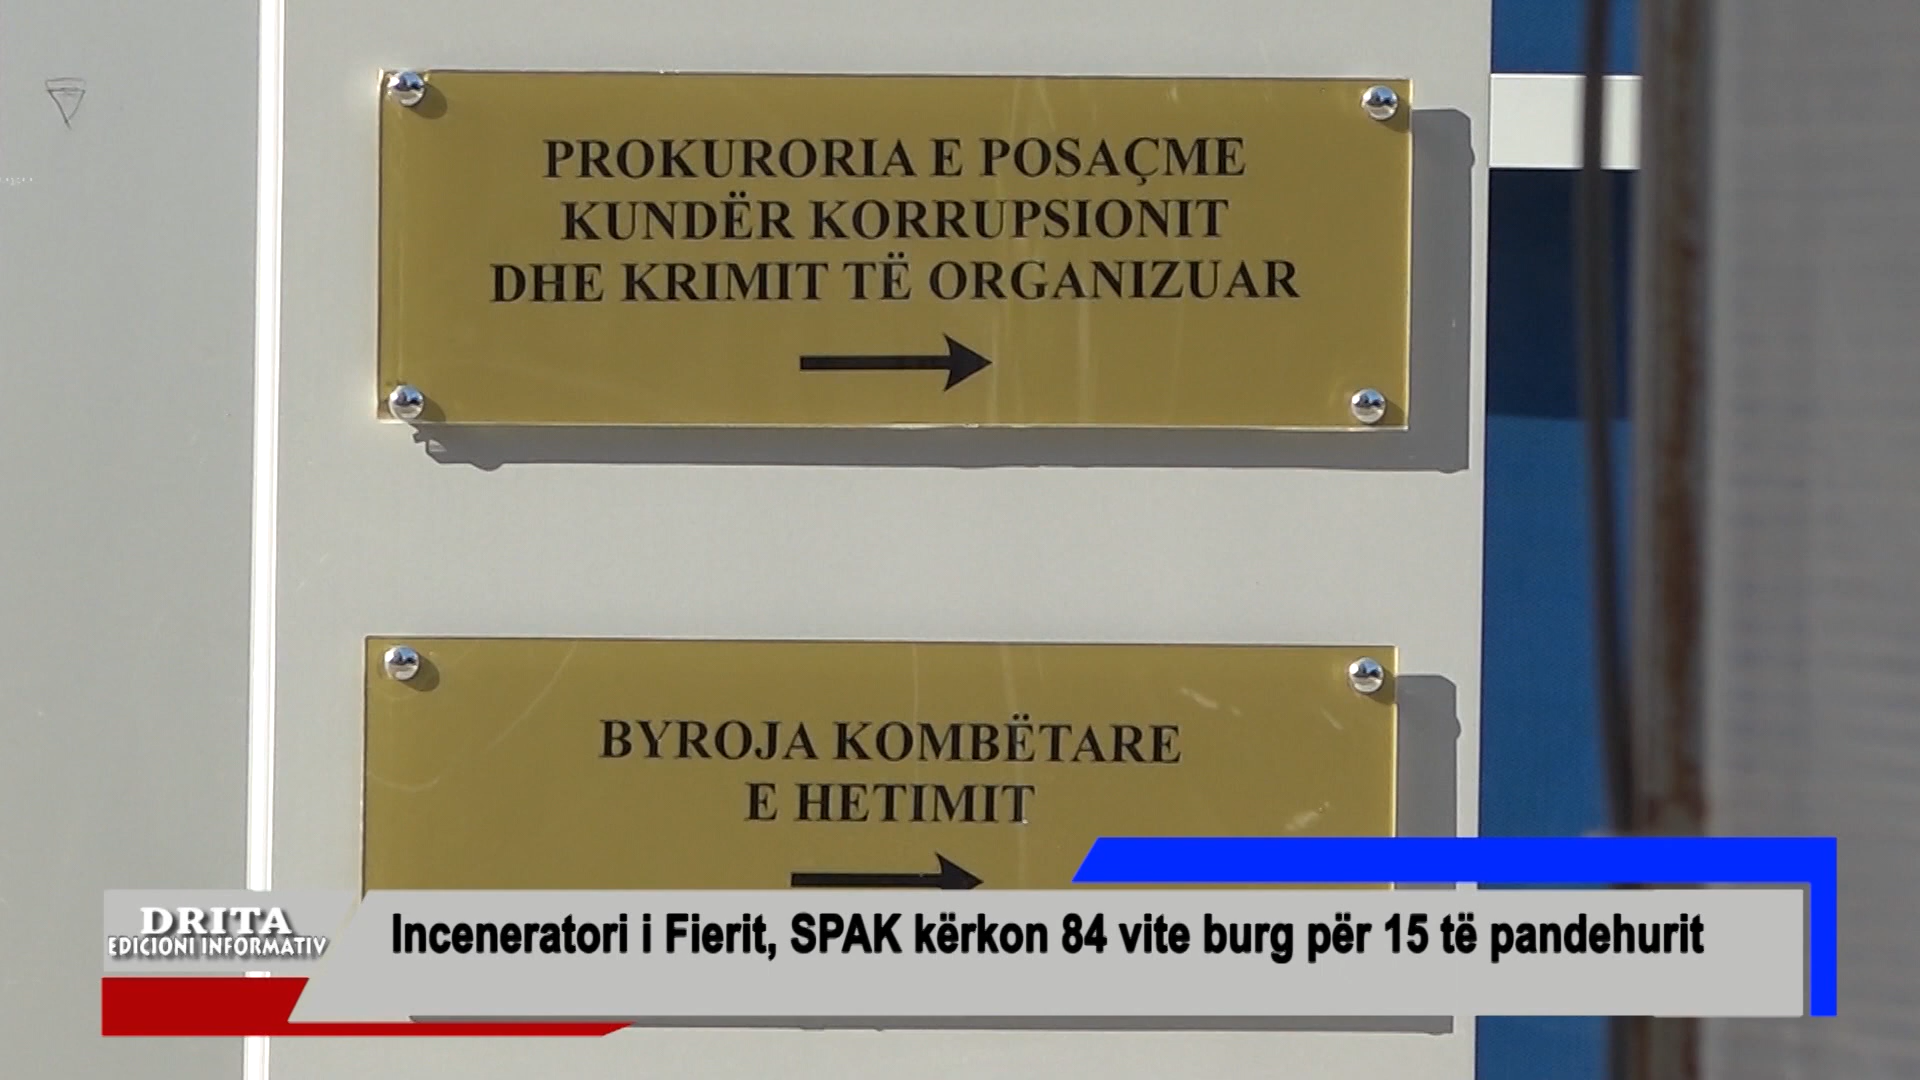 PROKURORIA E POSAÇME
KUNDËR KORRUPSIONIT
DHE KRIMIT TË ORGANIZUAR
BYROJA KOMBËTARE
E HETIMIT
DRITA
EDICIONI INFORMATIV
Inceneratori i Fierit, SPAK kërkon 84 vite burg për 15 të pandehurit